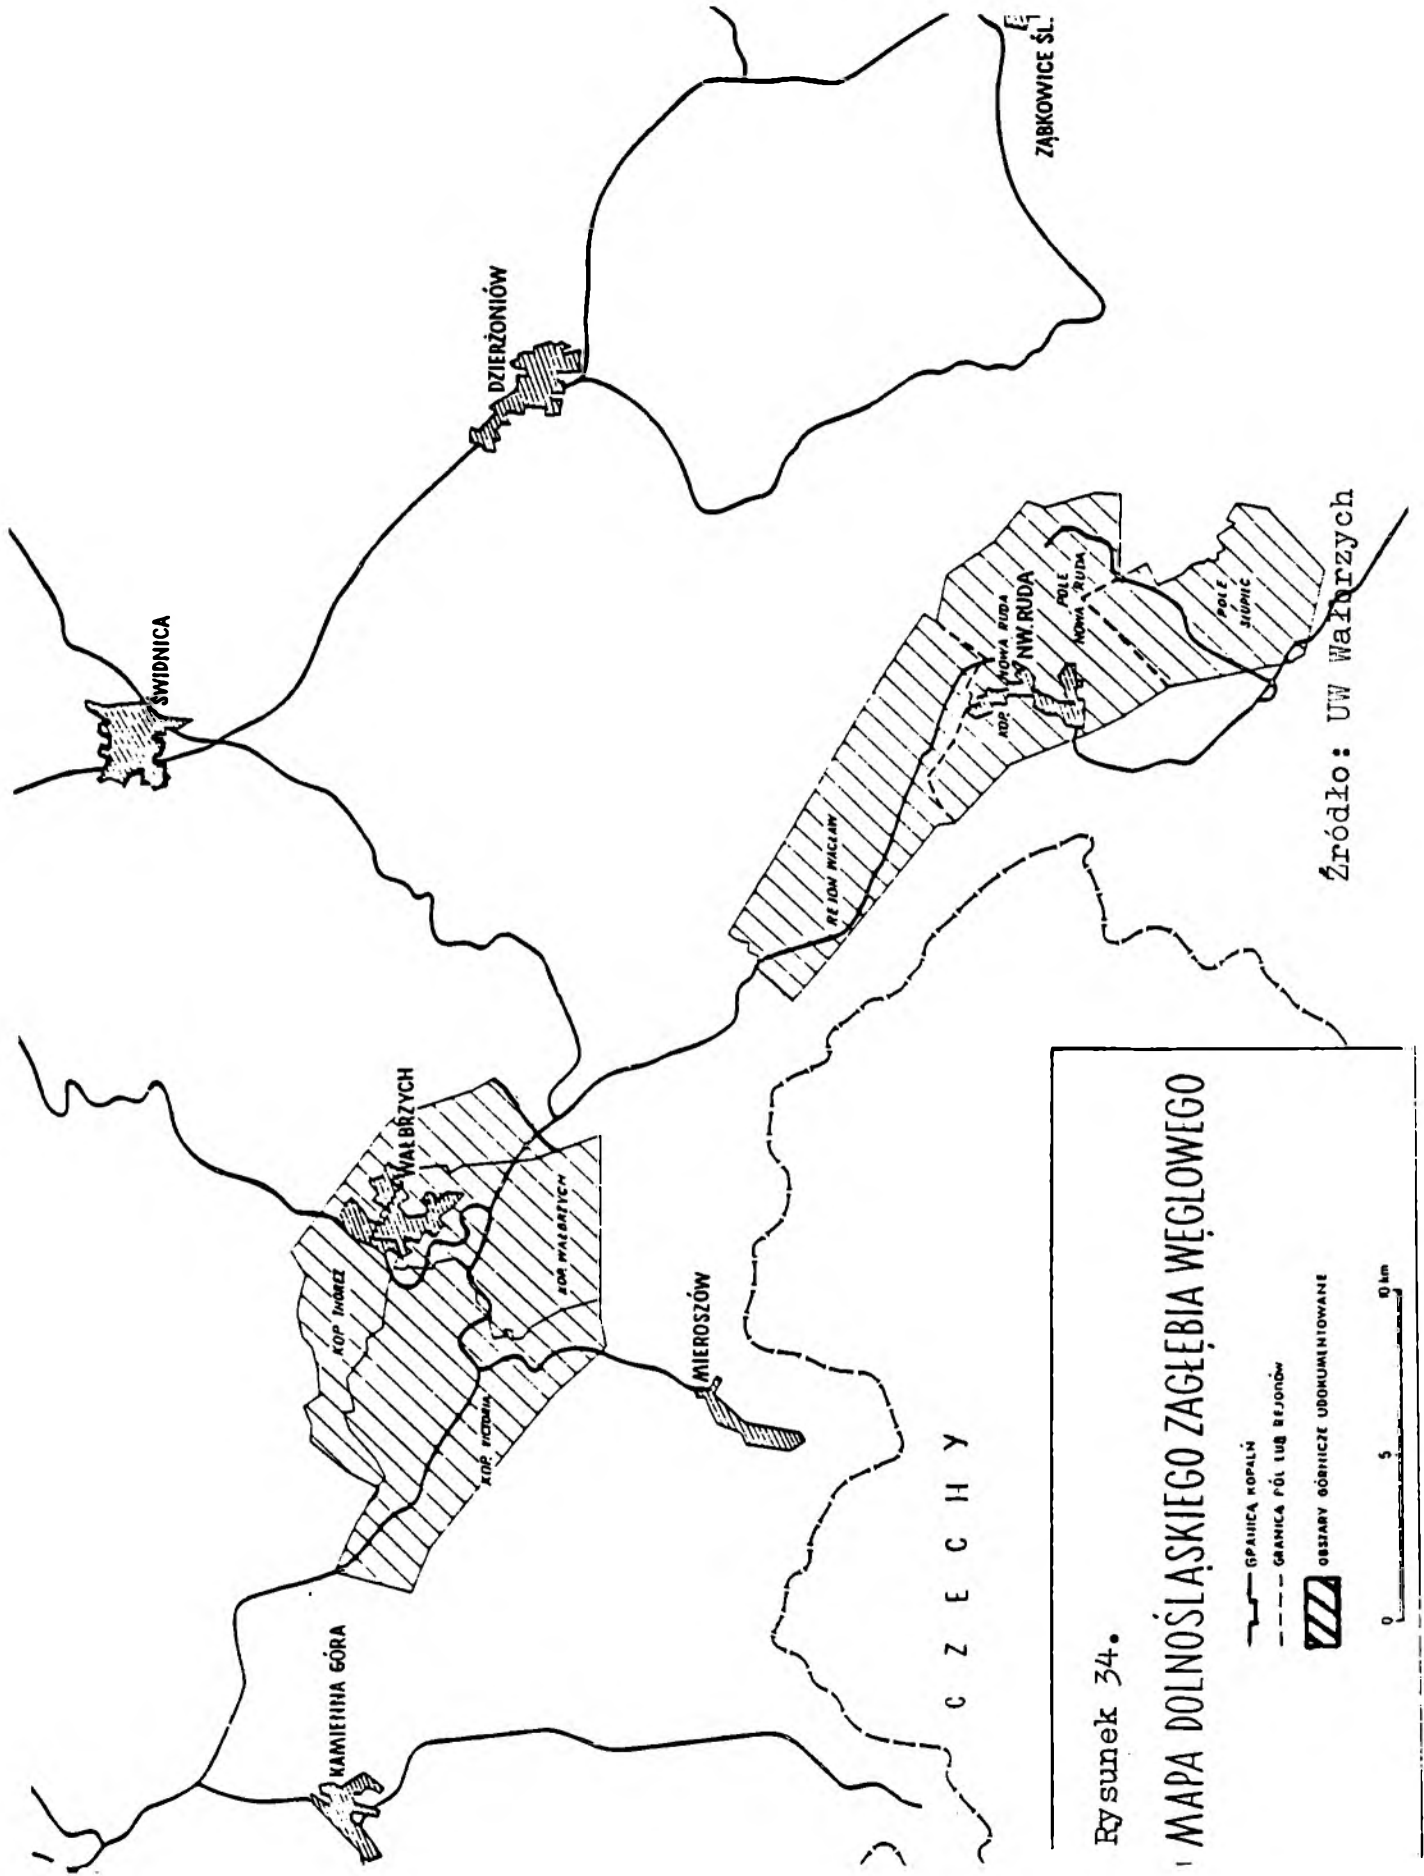 ŚWIDNICA
DZIERŻONIÓW
ZĄBKOWICE ŚL.
WAŁBRZYCH
KOP. THOREZ
KOP. WAŁBRZYCH
KOP. VICTORIA
KAMIENNA GÓRA
MIEROSZÓW
REJON WACŁAW
KOP. NOWA RUDA
NW. RUDA
POLE
NOWA RUDA
POLE
SŁUPIEC
CZECHY
Rysunek 34.
MAPA DOLNOŚLĄSKIEGO ZAGŁĘBIA WĘGLOWEGO
GRANICA KOPALŃ
GRANICA PÓL LUB REJONÓW
OBSZARY GÓRNICZE UDOKUMENTOWANE
0 5 10 km
Źródło: UW Wałbrzych